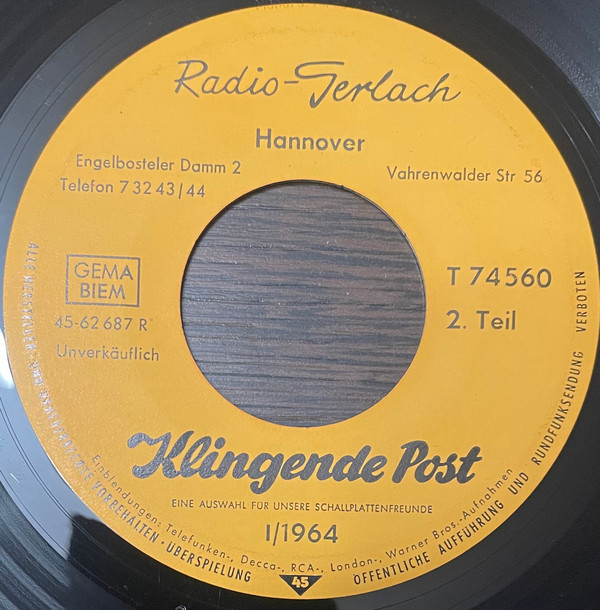 Radio-Gerlach
Hannover
Engelbosteler Damm 2
Telefon 7 32 43 / 44
Vahrenwalder Str 56
GEMA
BIEM
45-62 687 R
Unverkäuflich
T 74560
2. Teil
Klingende Post
EINE AUSWAHL FÜR UNSERE SCHALLPLATTENFREUNDE
I/1964
Einblendungen: Telefunken-, Decca-, RCA-, London-, Warner Bros.-Aufnahmen
ALLE VORBEHALTEN · ÜBERSPIELUNG
45
ÖFFENTLICHE AUFFÜHRUNG UND RUNDFUNKSENDUNG VERBOTEN